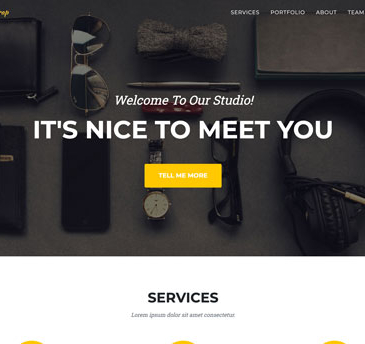 SERVICES PORTFOLIO ABOUT TEAM
Welcome To Our Studio!
IT'S NICE TO MEET YOU
TELL ME MORE
SERVICES
Lorem ipsum dolor sit amet consectetur.